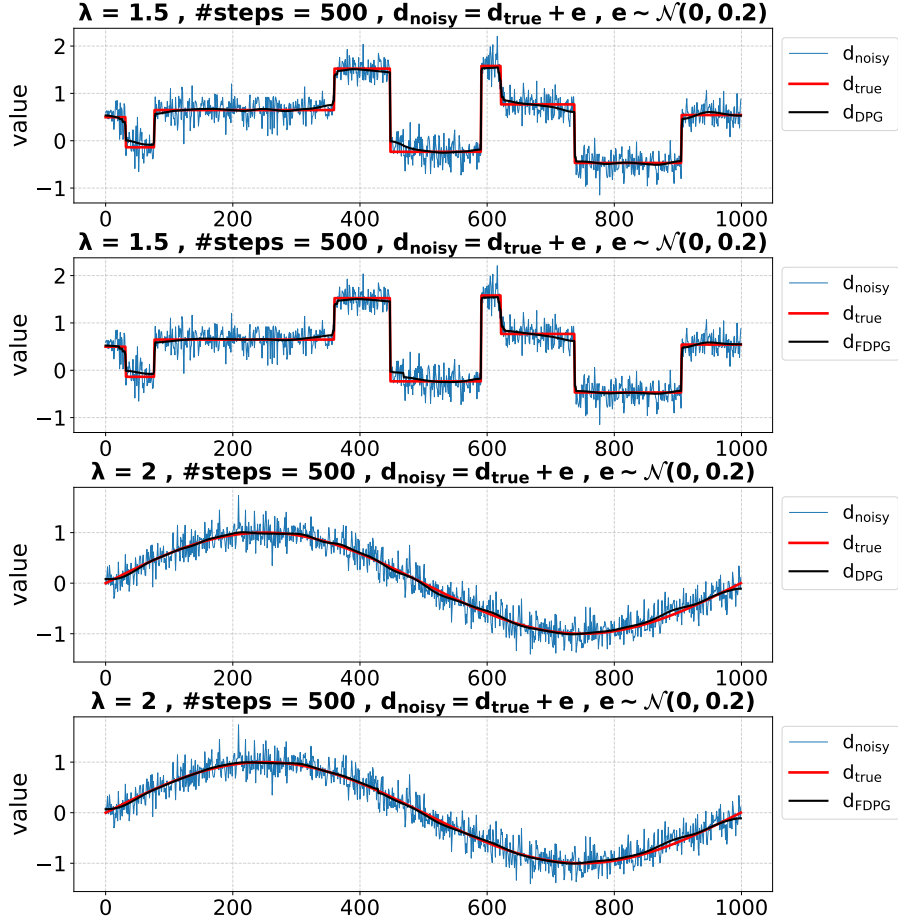 λ = 1.5 , #steps = 500 , d_noisy = d_true + e , e ~ 𝒩(0, 0.2)
2
1
0
−1
value
0 200 400 600 800 1000
d_noisy
d_true
d_DPG
λ = 1.5 , #steps = 500 , d_noisy = d_true + e , e ~ 𝒩(0, 0.2)
2
1
0
−1
value
0 200 400 600 800 1000
d_noisy
d_true
d_FDPG
λ = 2 , #steps = 500 , d_noisy = d_true + e , e ~ 𝒩(0, 0.2)
1
0
−1
value
0 200 400 600 800 1000
d_noisy
d_true
d_DPG
λ = 2 , #steps = 500 , d_noisy = d_true + e , e ~ 𝒩(0, 0.2)
1
0
−1
value
0 200 400 600 800 1000
d_noisy
d_true
d_FDPG